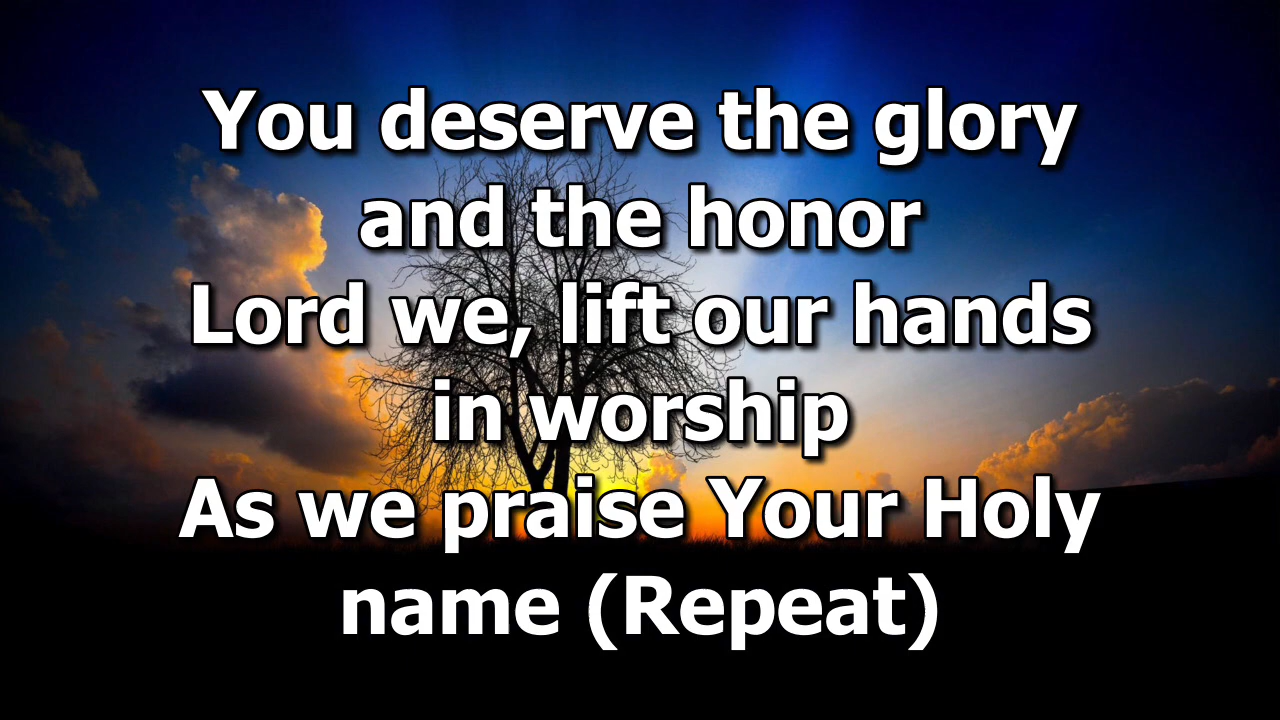 You deserve the glory
and the honor
Lord we, lift our hands
in worship
As we praise Your Holy
name (Repeat)